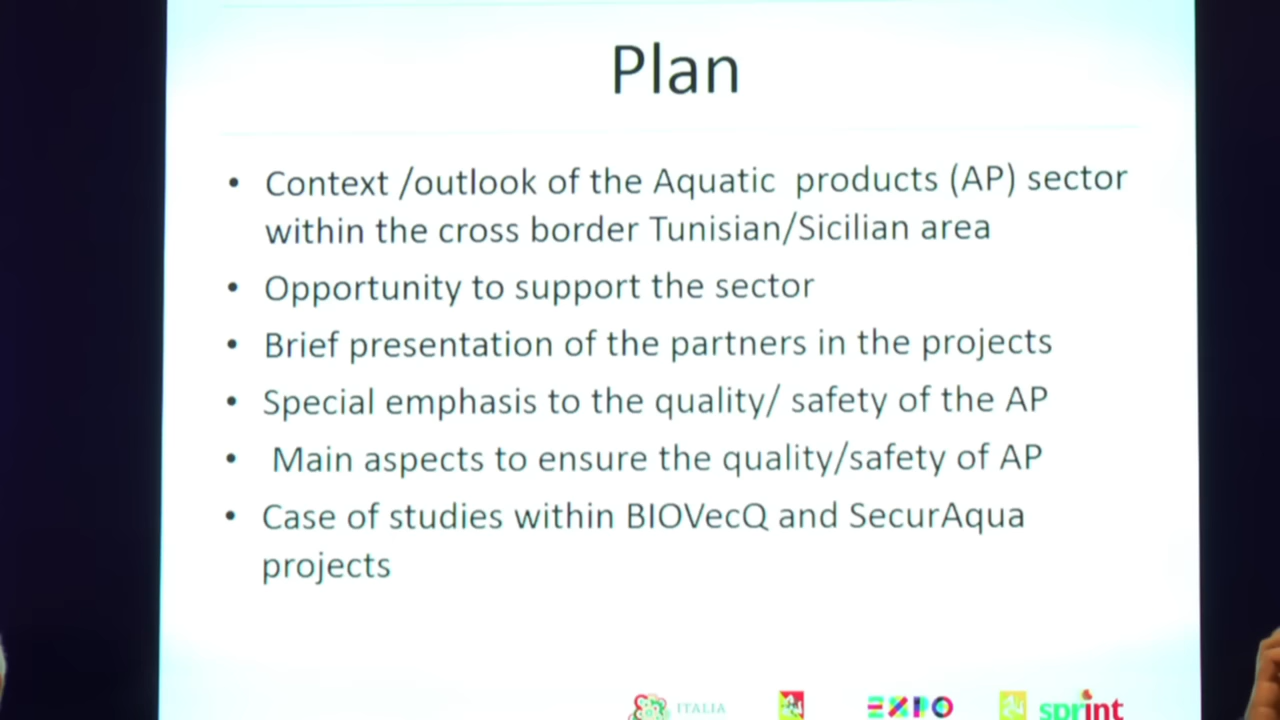 Plan
• Context /outlook of the Aquatic products (AP) sector
within the cross border Tunisian/Sicilian area
• Opportunity to support the sector
• Brief presentation of the partners in the projects
• Special emphasis to the quality/ safety of the AP
• Main aspects to ensure the quality/safety of AP
• Case of studies within BIOVecQ and SecurAqua
projects
ITALIA EXPO sprint